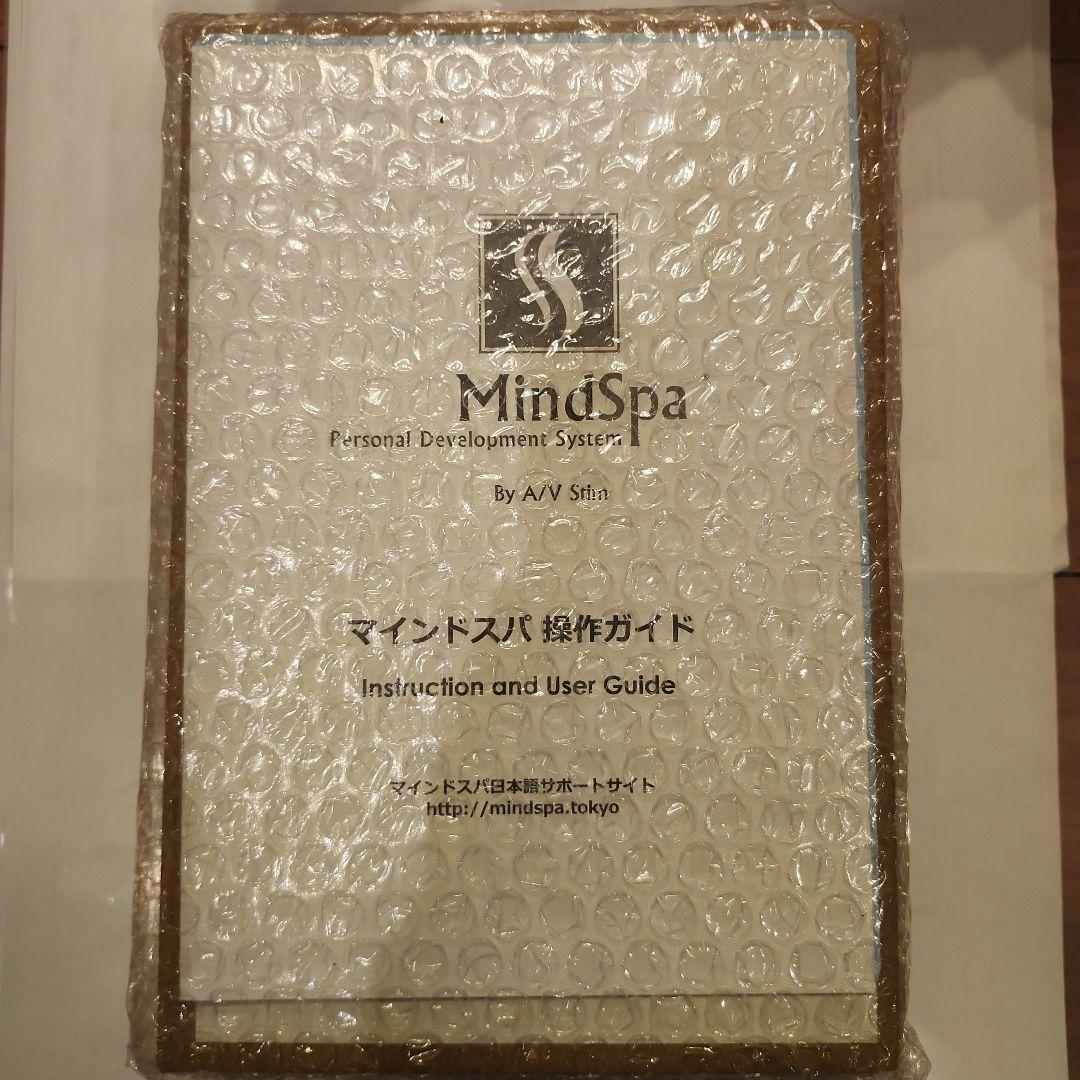 MindSpa
Personal Development System
By A/V Stim
マインドスパ 操作ガイド
Instruction and User Guide
マインドスパ日本語サポートサイト
http://mindspa.tokyo